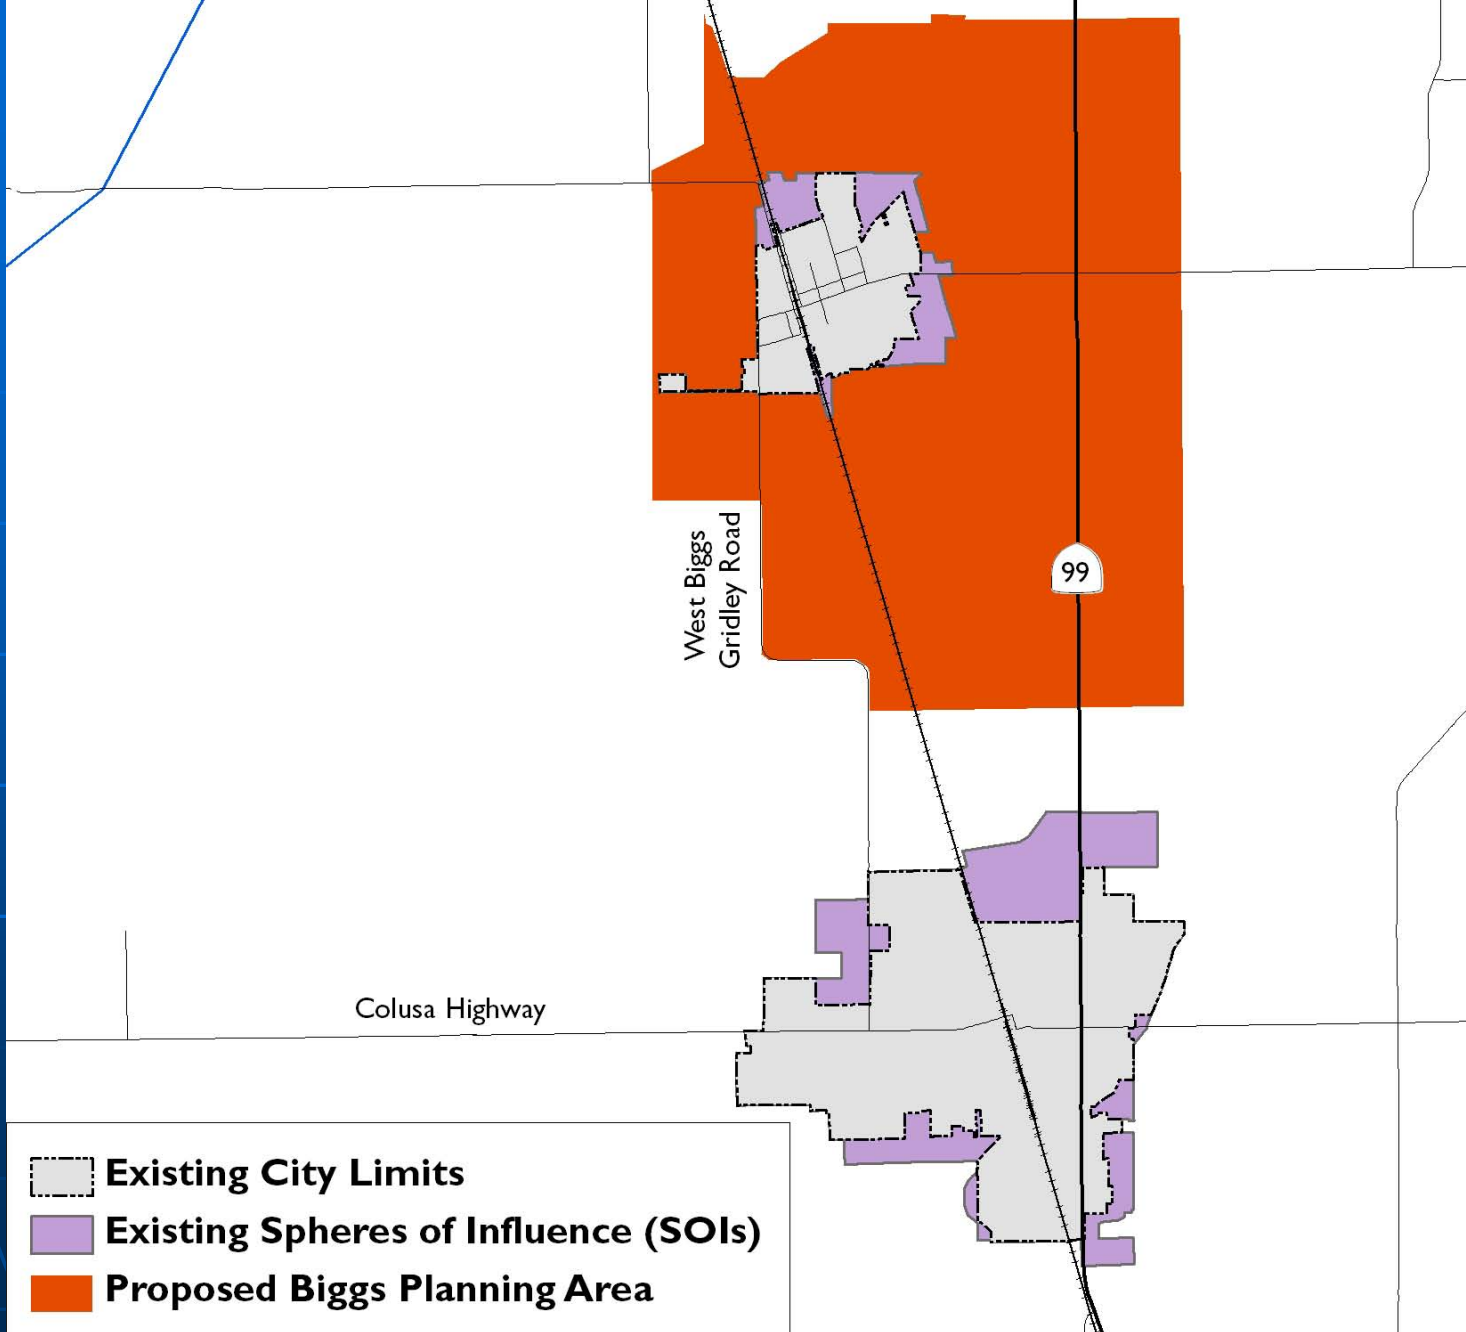 West Biggs
Gridley Road
99
Colusa Highway
Existing City Limits
Existing Spheres of Influence (SOIs)
Proposed Biggs Planning Area